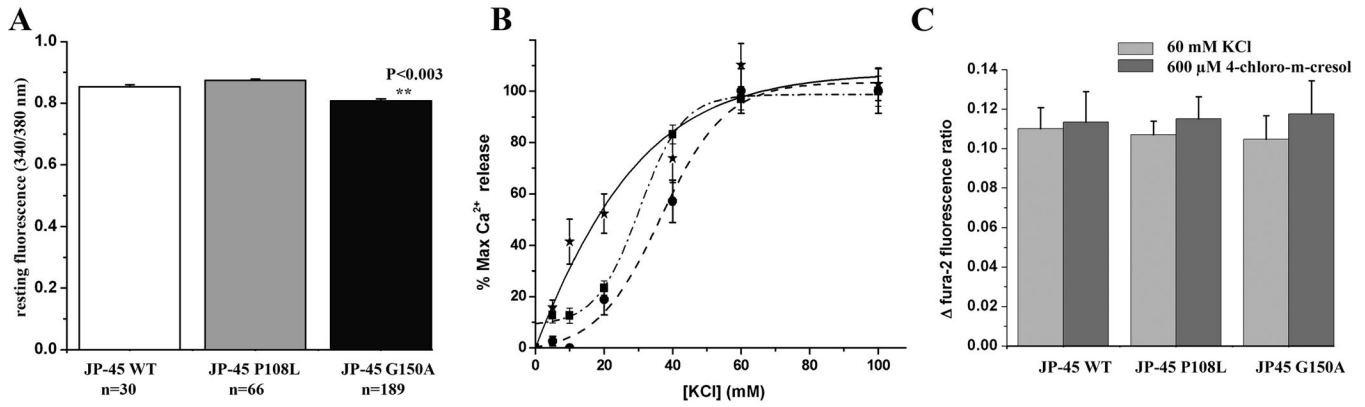 A
resting fluorescence (340/380 nm)
1.0
0.8
0.6
0.4
0.2
0.0
P<0.003
**
JP-45 WT
n=30
JP-45 P108L
n=66
JP-45 G150A
n=189
B
% Max Ca²⁺ release
120
100
80
60
40
20
0
0
20
40
60
80
100
[KCl] (mM)
C
60 mM KCl
600 µM 4-chloro-m-cresol
Δ fura-2 fluorescence ratio
0.14
0.12
0.10
0.08
0.06
0.04
0.02
0.00
JP-45 WT
JP-45 P108L
JP45 G150A